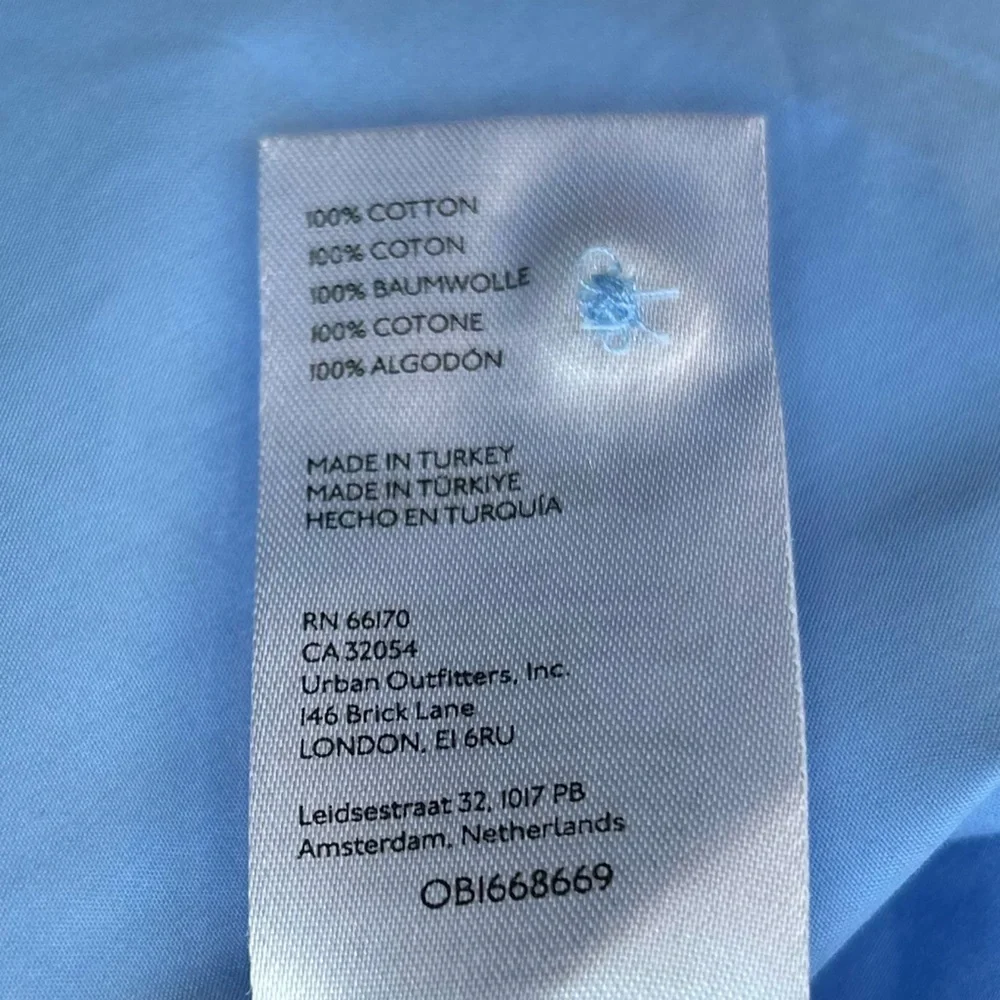 100% COTTON
100% COTON
100% BAUMWOLLE
100% COTONE
100% ALGODÓN
MADE IN TURKEY
MADE IN TÜRKIYE
HECHO EN TURQUÍA
RN 66170
CA 32054
Urban Outfitters, Inc.
146 Brick Lane
LONDON, E1 6RU
Leidsestraat 32, 1017 PB
Amsterdam, Netherlands
OB1668669